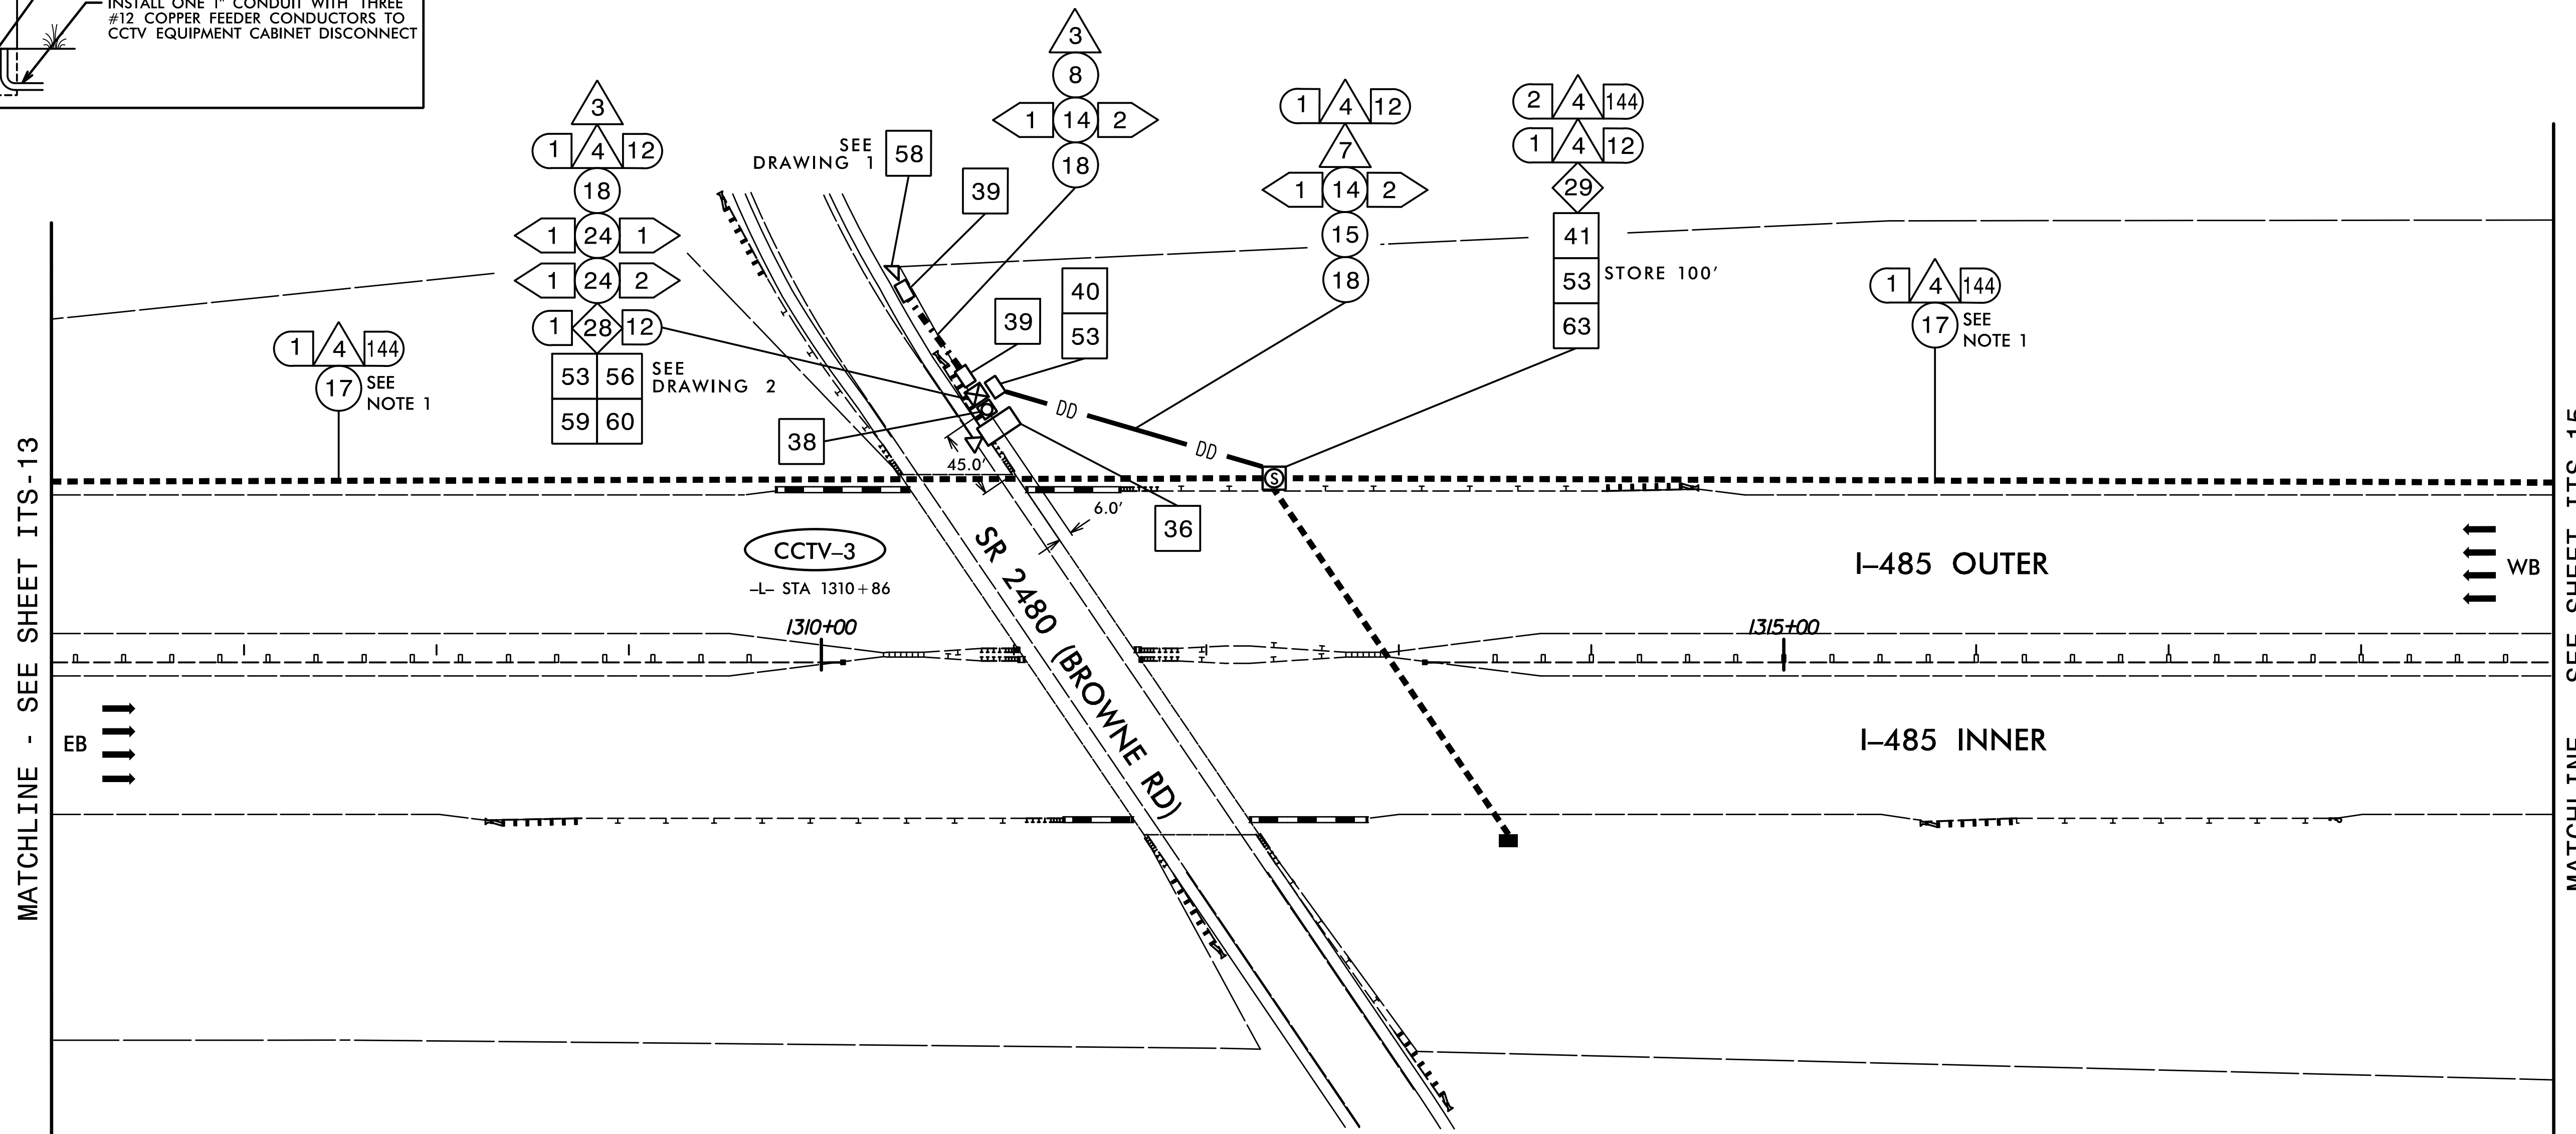 INSTALL ONE 1" CONDUIT WITH THREE
#12 COPPER FEEDER CONDUCTORS TO
CCTV EQUIPMENT CABINET DISCONNECT
3
1 4 12
18
1 24 1
1 24 2
1 28 12
53 56
59 60
SEE
DRAWING 2
SEE
DRAWING 1
58
39
3
8
1 14 2
18
39
40
53
1 4 12
7
1 14 2
15
18
2 4 144
1 4 12
29
41
53
63
STORE 100'
1 4 144
17
SEE
NOTE 1
1 4 144
17
SEE
NOTE 1
38
45.0'
DD
DD
S
6.0'
36
CCTV-3
-L- STA 1310+86
1310+00
1315+00
SR 2480 (BROWNE RD)
I-485 OUTER
WB
I-485 INNER
EB
MATCHLINE - SEE SHEET ITS-13
MATCHLINE - SEE SHEET ITS-15